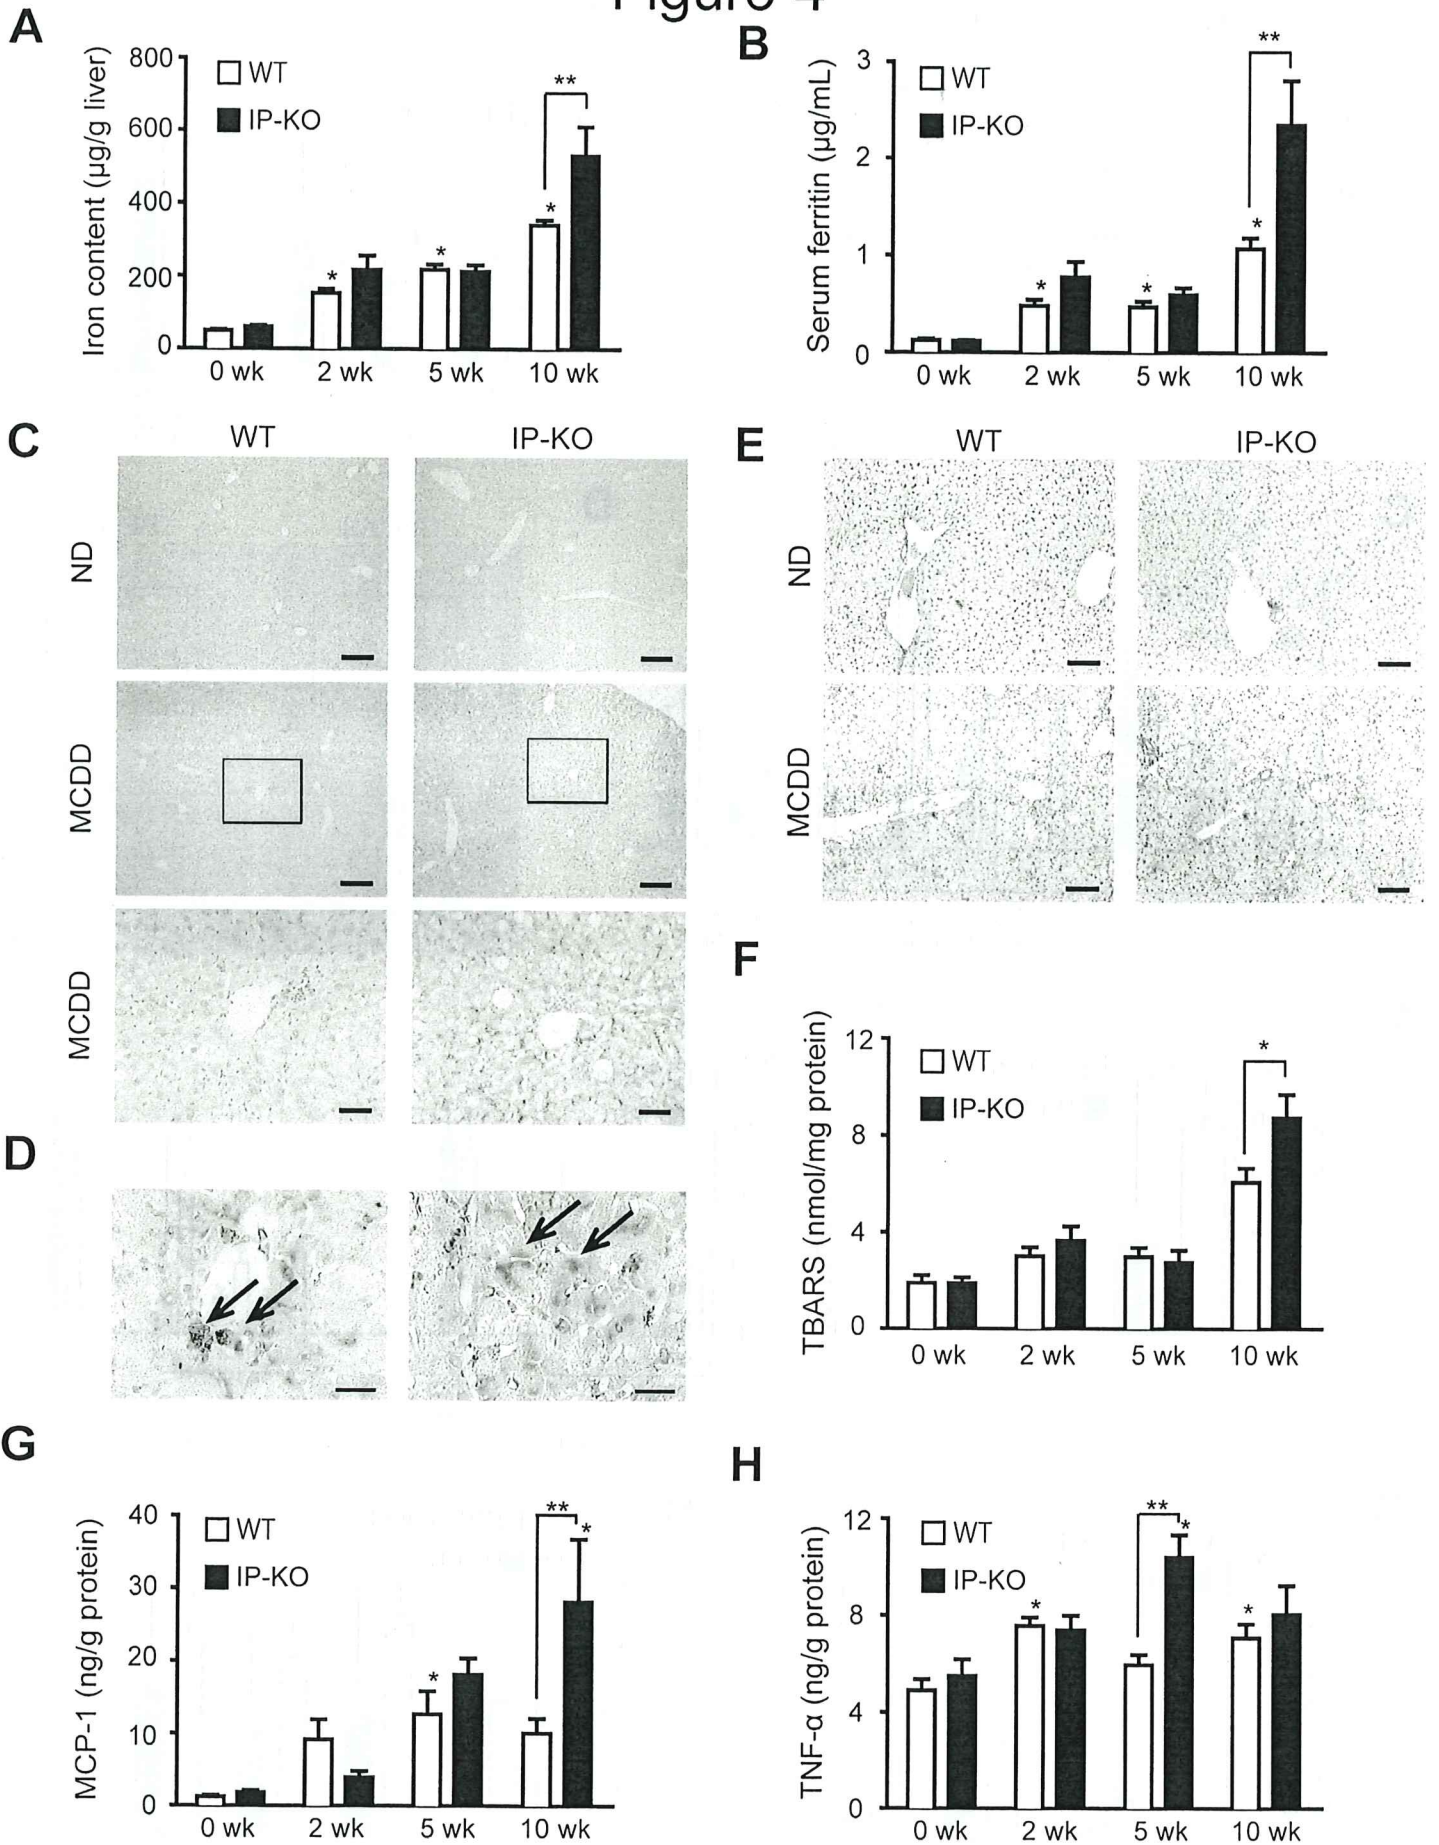 Figure 4
A
Iron content (µg/g liver)
800
600
400
200
0
WT
IP-KO
**
*
*
*
0 wk
2 wk
5 wk
10 wk
B
Serum ferritin (µg/mL)
3
2
1
0
WT
IP-KO
**
*
*
*
0 wk
2 wk
5 wk
10 wk
C
WT
IP-KO
ND
MCDD
MCDD
D
E
WT
IP-KO
ND
MCDD
F
TBARS (nmol/mg protein)
12
8
4
0
WT
IP-KO
*
0 wk
2 wk
5 wk
10 wk
G
MCP-1 (ng/g protein)
40
30
20
10
0
WT
IP-KO
**
*
*
0 wk
2 wk
5 wk
10 wk
H
TNF-α (ng/g protein)
12
8
4
0
WT
IP-KO
**
*
*
*
0 wk
2 wk
5 wk
10 wk